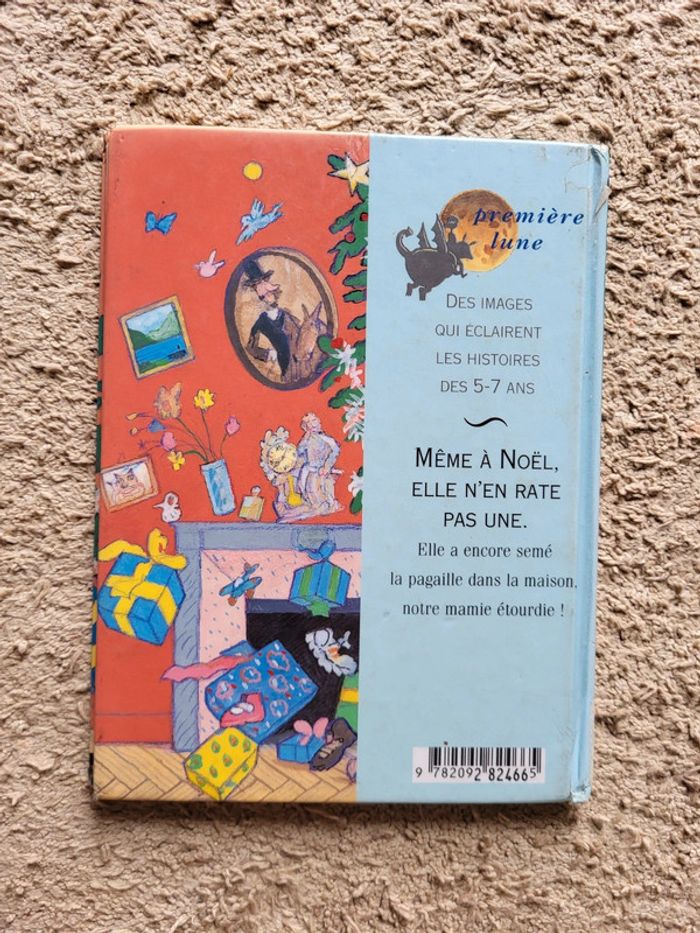 première
lune
DES IMAGES
QUI ÉCLAIRENT
LES HISTOIRES
DES 5-7 ANS
MÊME À NOËL,
ELLE N'EN RATE
PAS UNE.
Elle a encore semé
la pagaille dans la maison,
notre mamie étourdie !
9 782092 824665